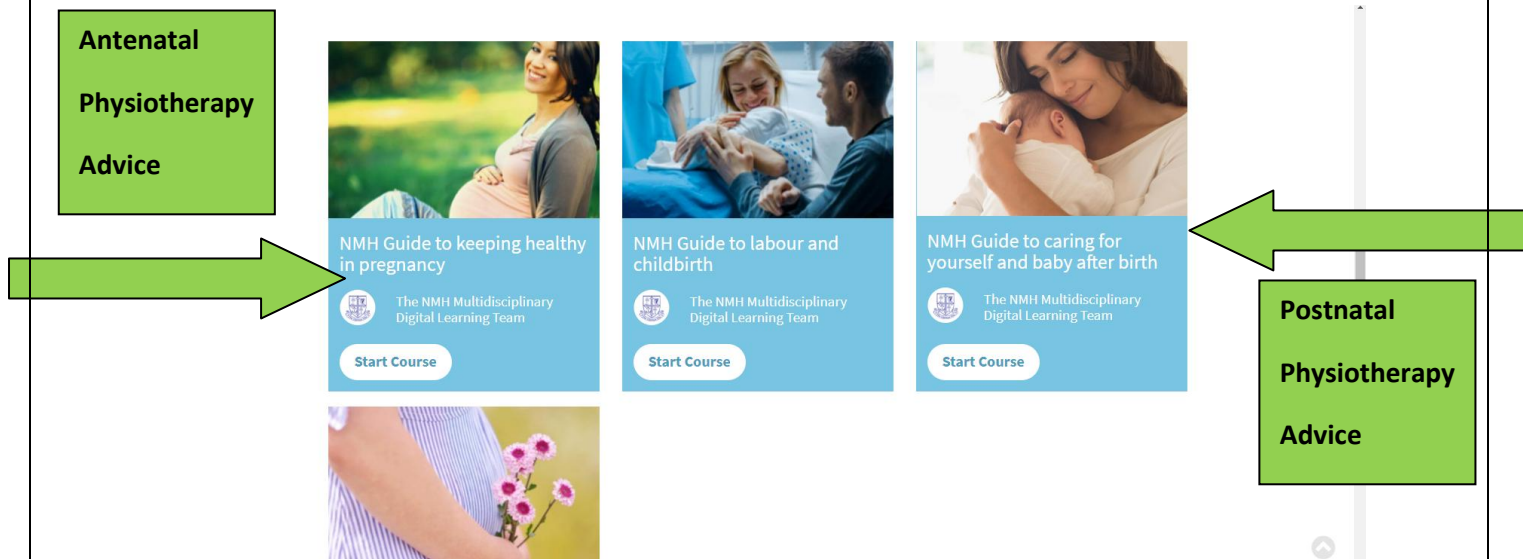 Antenatal
Physiotherapy
Advice
NMH Guide to keeping healthy
in pregnancy
The NMH Multidisciplinary
Digital Learning Team
Start Course
NMH Guide to labour and
childbirth
The NMH Multidisciplinary
Digital Learning Team
Start Course
NMH Guide to caring for
yourself and baby after birth
The NMH Multidisciplinary
Digital Learning Team
Start Course
Postnatal
Physiotherapy
Advice